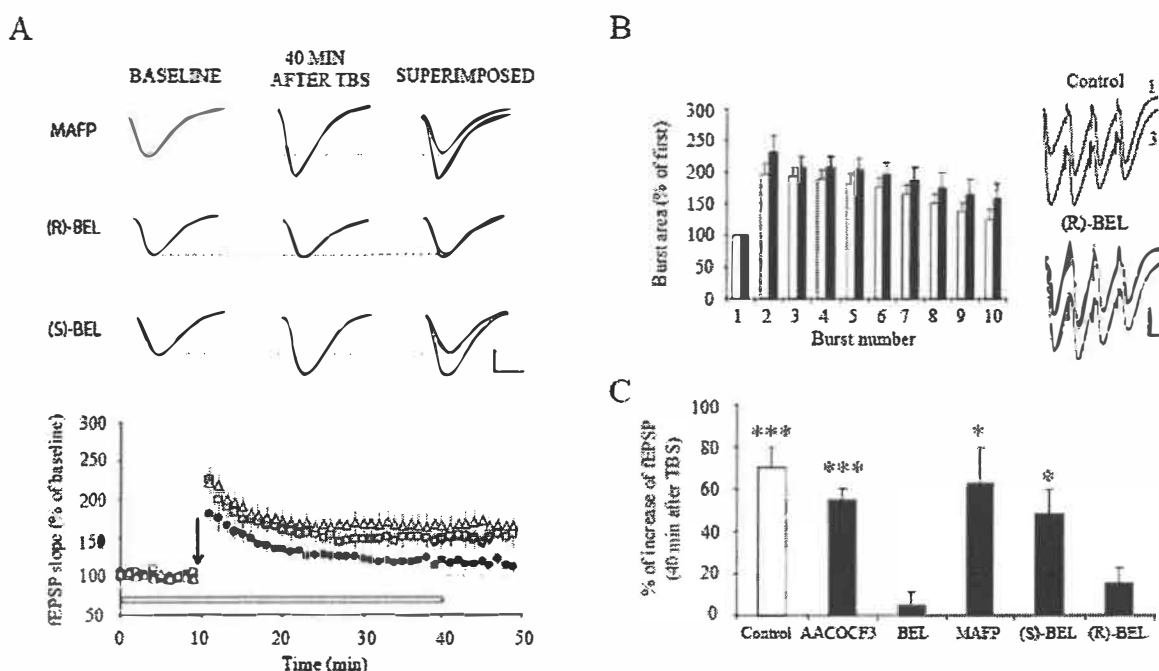 A
BASELINE
40 MIN
AFTER TBS
SUPERIMPOSED
MAFP
(R)-BEL
(S)-BEL
fEPSP slope (% of baseline)
300
250
200
150
100
50
0 10 20 30 40 50
Time (min)
B
Burst area (% of first)
300
250
200
150
100
50
0
1 2 3 4 5 6 7 8 9 10
Burst number
Control
1
3
(R)-BEL
C
% of increase of fEPSP
(40 min after TBS)
100
80
60
40
20
0
***
***
*
*
Control AACOCF3 BEL MAFP (S)-BEL (R)-BEL